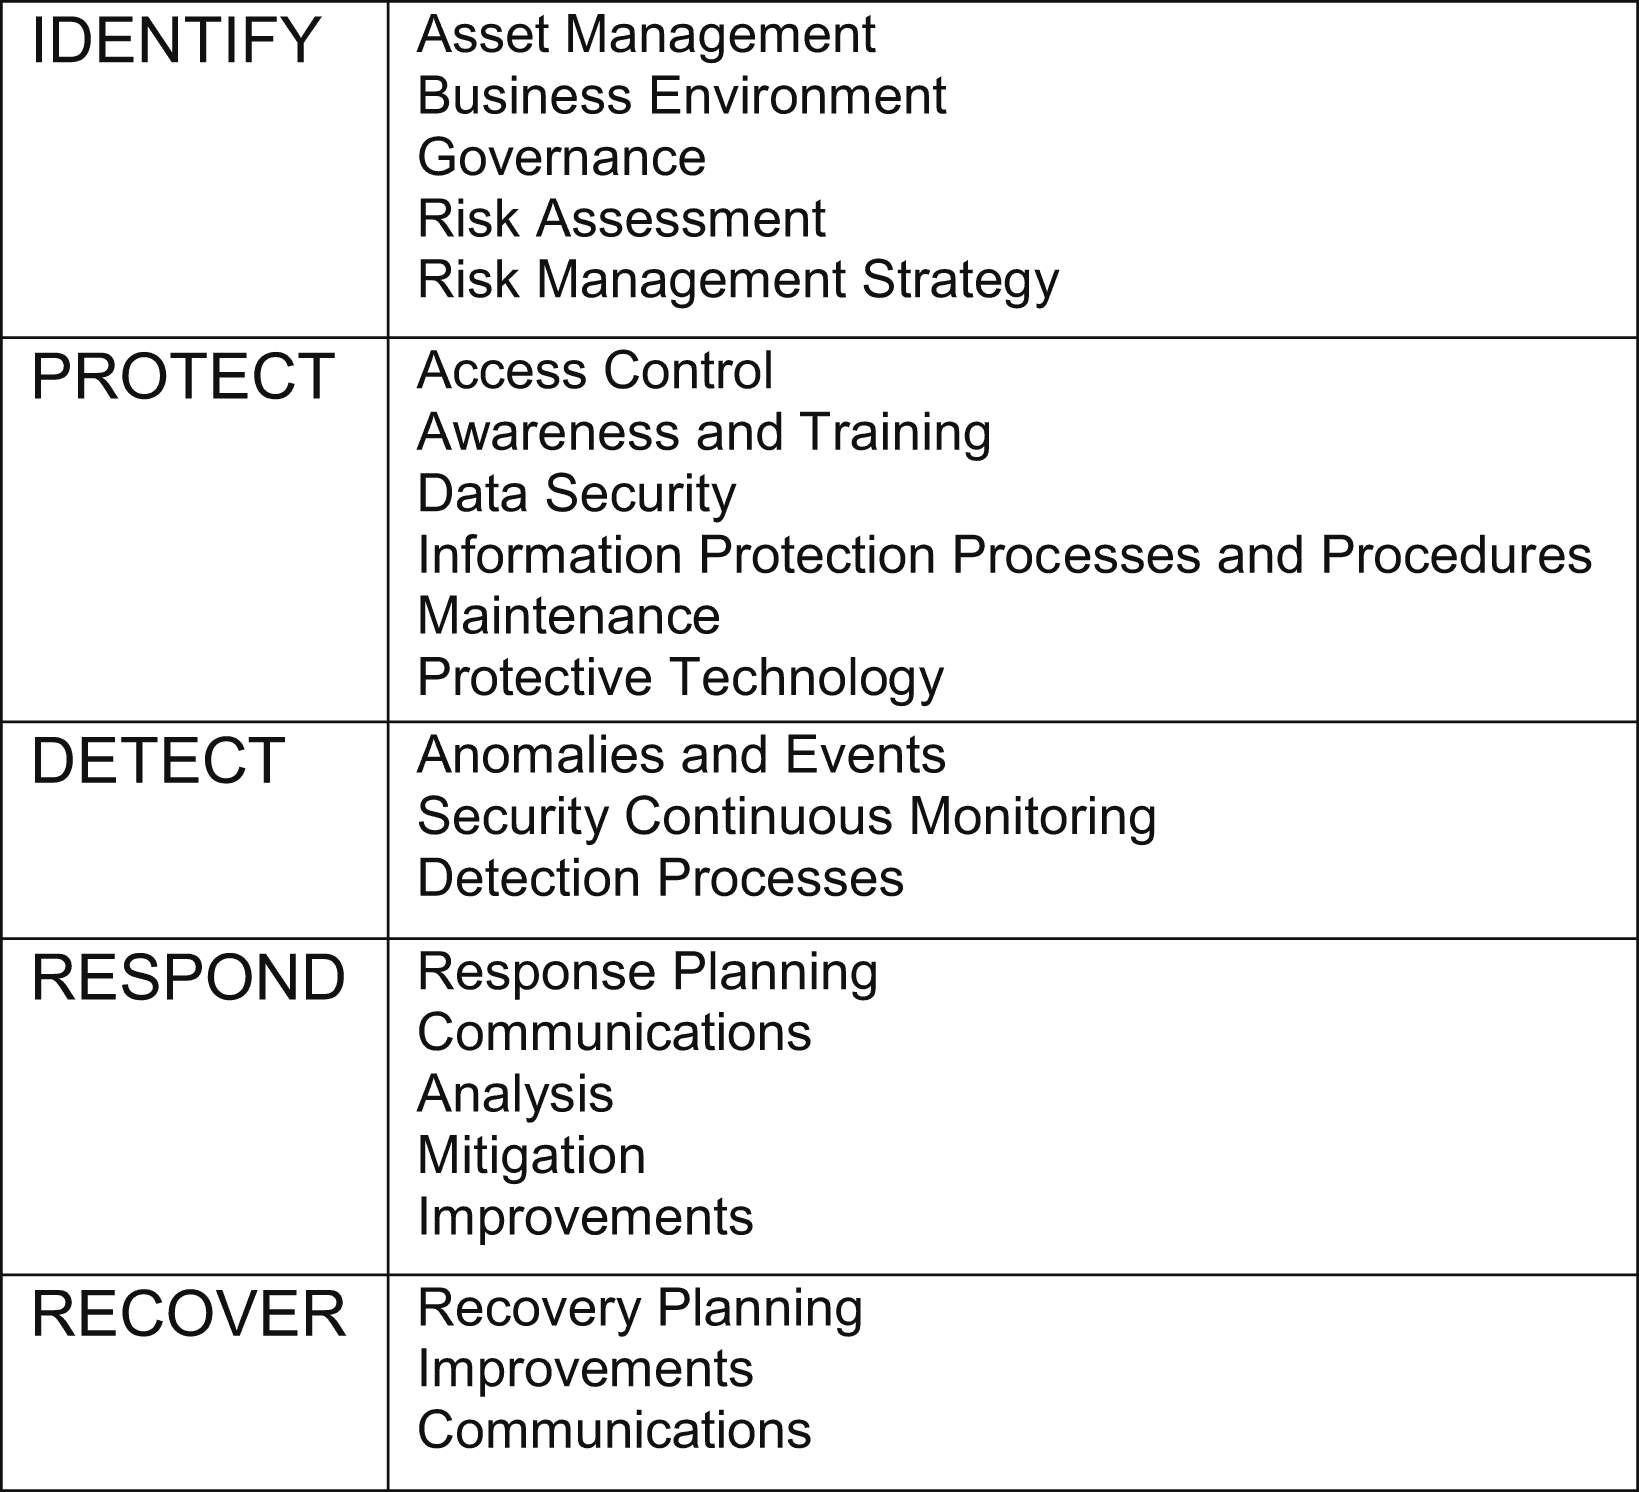 IDENTIFY
Asset Management
Business Environment
Governance
Risk Assessment
Risk Management Strategy
PROTECT
Access Control
Awareness and Training
Data Security
Information Protection Processes and Procedures
Maintenance
Protective Technology
DETECT
Anomalies and Events
Security Continuous Monitoring
Detection Processes
RESPOND
Response Planning
Communications
Analysis
Mitigation
Improvements
RECOVER
Recovery Planning
Improvements
Communications